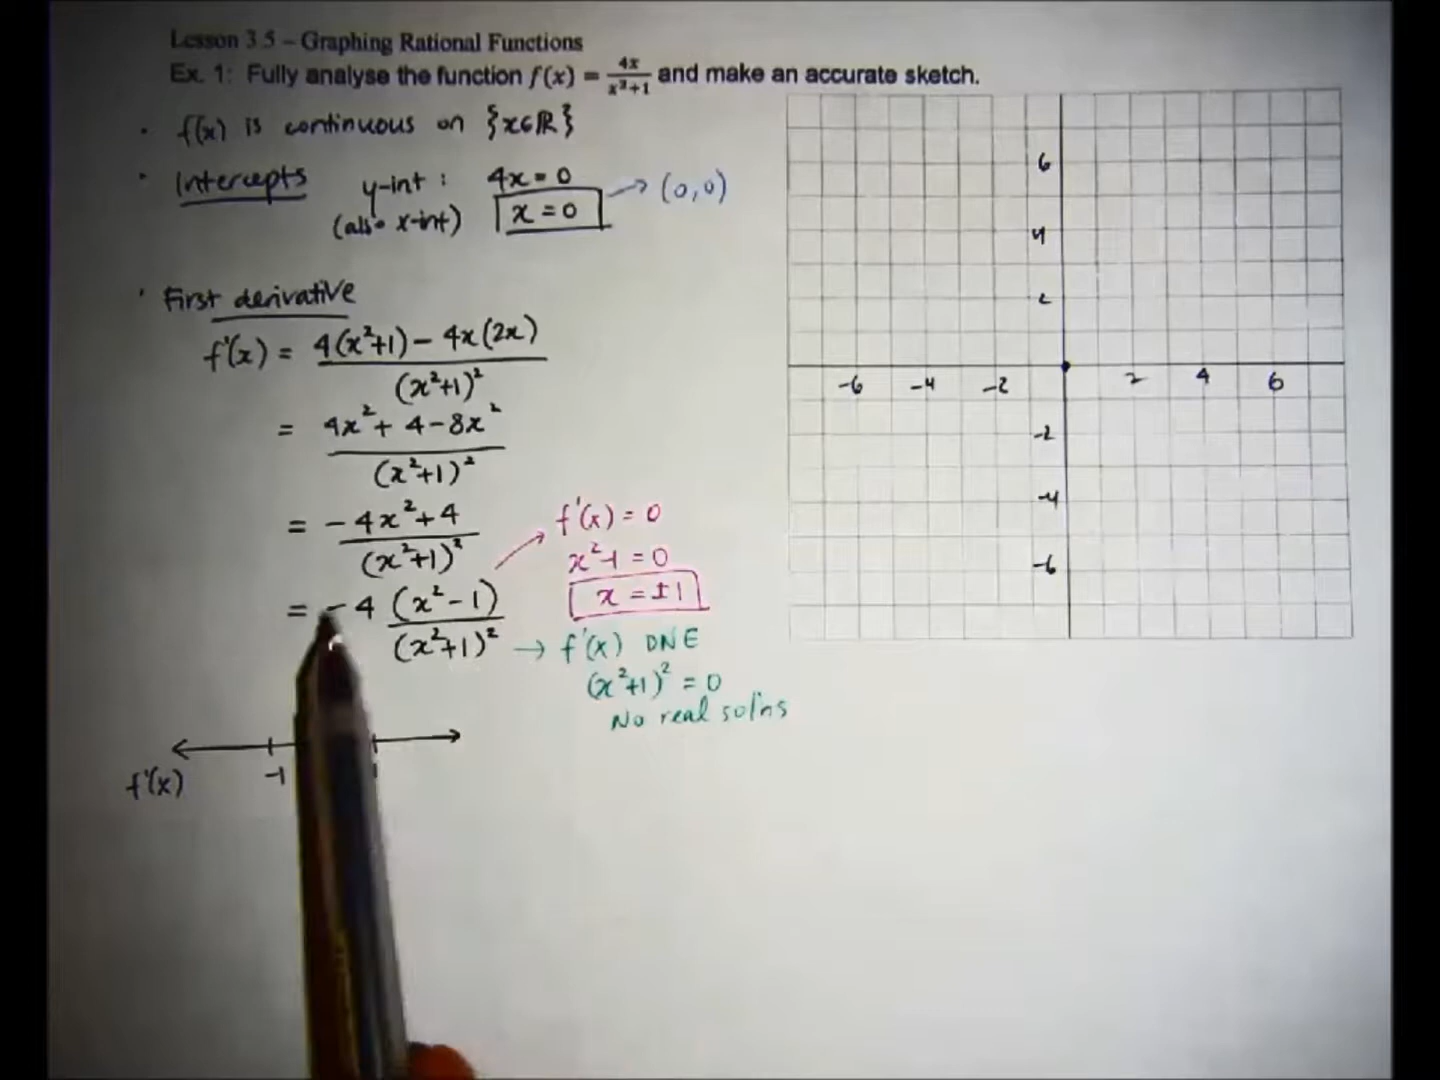 Lesson 3.5 – Graphing Rational Functions
Ex. 1: Fully analyse the function f(x) = 4x/(x²+1) and make an accurate sketch.
· f(x) is continuous on {x∈ℝ}
· Intercepts y-int : 4x = 0
(also x-int) x = 0 → (0,0)
· First derivative
f'(x) = (4(x²+1) - 4x(2x))/(x²+1)²
= (4x² + 4 - 8x²)/(x²+1)²
= (-4x² + 4)/(x²+1)²
= -4 (x² - 1)/(x²+1)²
f'(x) = 0
x² - 1 = 0
x = ±1
→ f'(x) DNE
(x²+1)² = 0
No real sol'ns
f'(x) -1 1
6
4
2
-6 -4 -2 2 4 6
-2
-4
-6